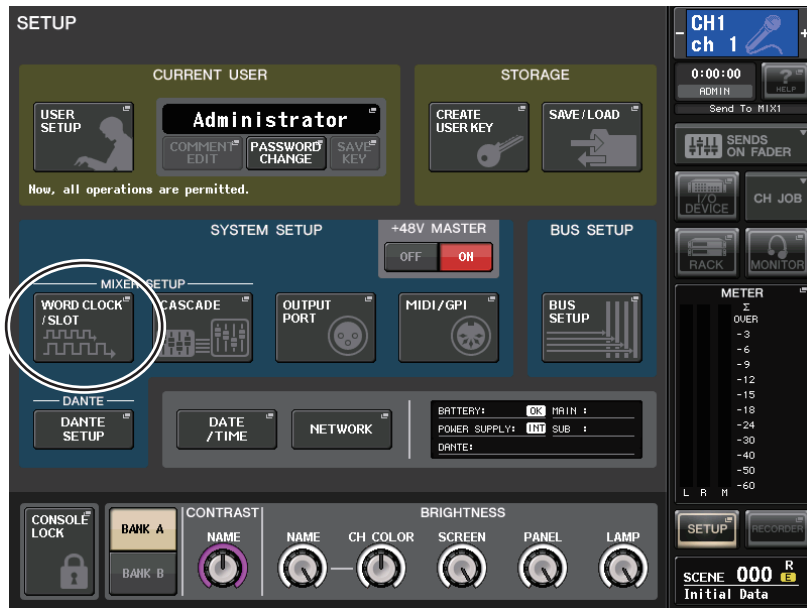 SETUP
CURRENT USER
USER
SETUP
Administrator
COMMENT
EDIT
PASSWORD
CHANGE
SAVE
KEY
Now, all operations are permitted.
STORAGE
CREATE
USER KEY
SAVE/LOAD
SYSTEM SETUP
+48V MASTER
OFF
ON
BUS SETUP
MIXER SETUP
WORD CLOCK
/SLOT
CASCADE
OUTPUT
PORT
MIDI/GPI
BUS
SETUP
DANTE
DANTE
SETUP
DATE
/TIME
NETWORK
BATTERY: OK MAIN :
POWER SUPPLY: INT SUB :
DANTE:
CONSOLE
LOCK
BANK A
BANK B
CONTRAST
NAME
BRIGHTNESS
NAME
CH COLOR
SCREEN
PANEL
LAMP
- CH1 +
ch 1
0:00:00
ADMIN
?
HELP
Send To MIX1
SENDS
ON FADER
I/O
DEVICE
CH JOB
RACK
MONITOR
METER
Σ
OVER
-3
-6
-9
-12
-15
-18
-24
-30
-40
-50
-60
L R M
SETUP
RECORDER
SCENE 000 R
E
Initial Data